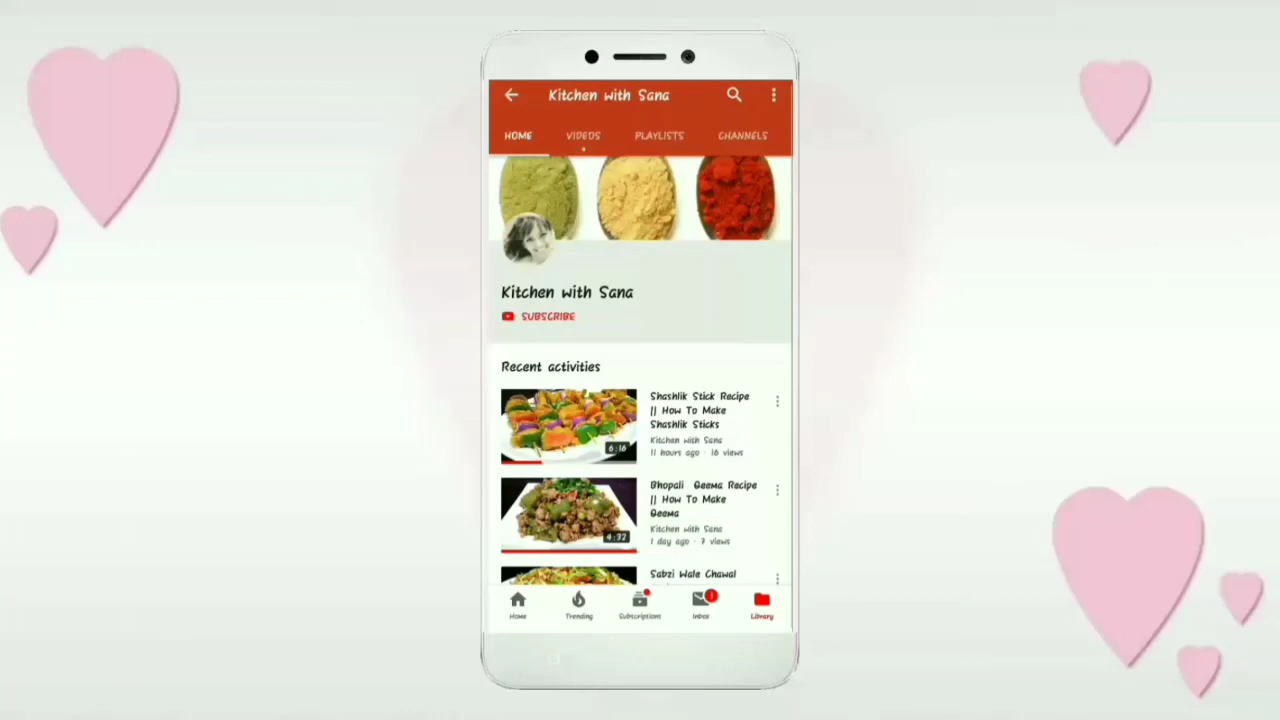 Kitchen with Sana
HOME VIDEOS PLAYLISTS CHANNELS
Kitchen with Sana
SUBSCRIBE
Recent activities
Shashlik Stick Recipe
|| How To Make
Shashlik Sticks
Kitchen with Sana
11 hours ago · 16 views
6:16
Bhopali Qeema Recipe
|| How To Make
Qeema
Kitchen with Sana
1 day ago · 7 views
4:32
Sabzi Wale Chawal
1
Home Trending Subscriptions Inbox Library